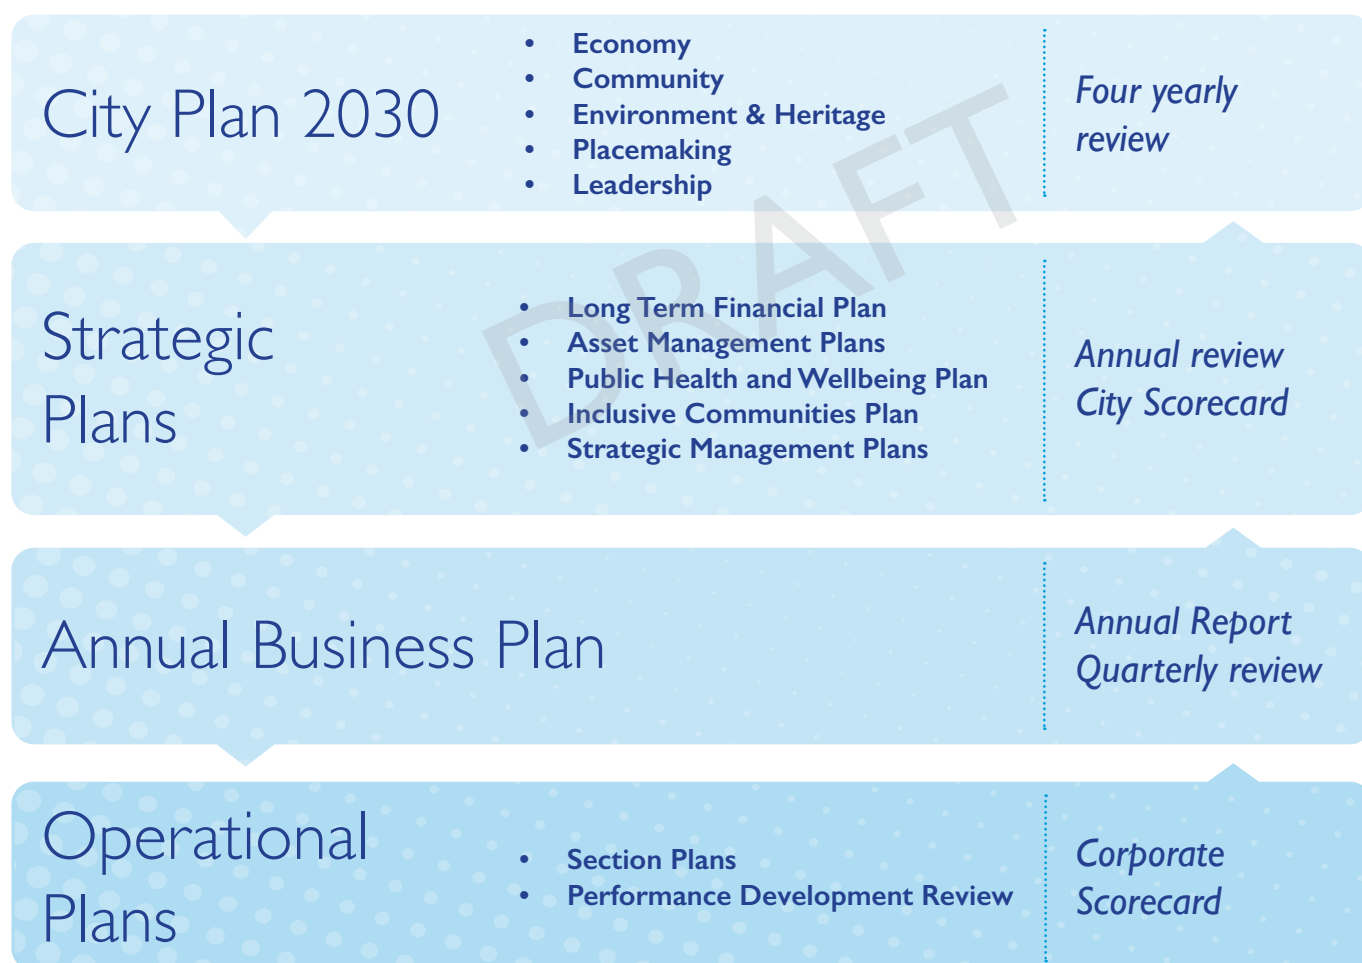 City Plan 2030
• Economy
• Community
• Environment & Heritage
• Placemaking
• Leadership
Four yearly
review
DRAFT
Strategic
Plans
• Long Term Financial Plan
• Asset Management Plans
• Public Health and Wellbeing Plan
• Inclusive Communities Plan
• Strategic Management Plans
Annual review
City Scorecard
Annual Business Plan
Annual Report
Quarterly review
Operational
Plans
• Section Plans
• Performance Development Review
Corporate
Scorecard